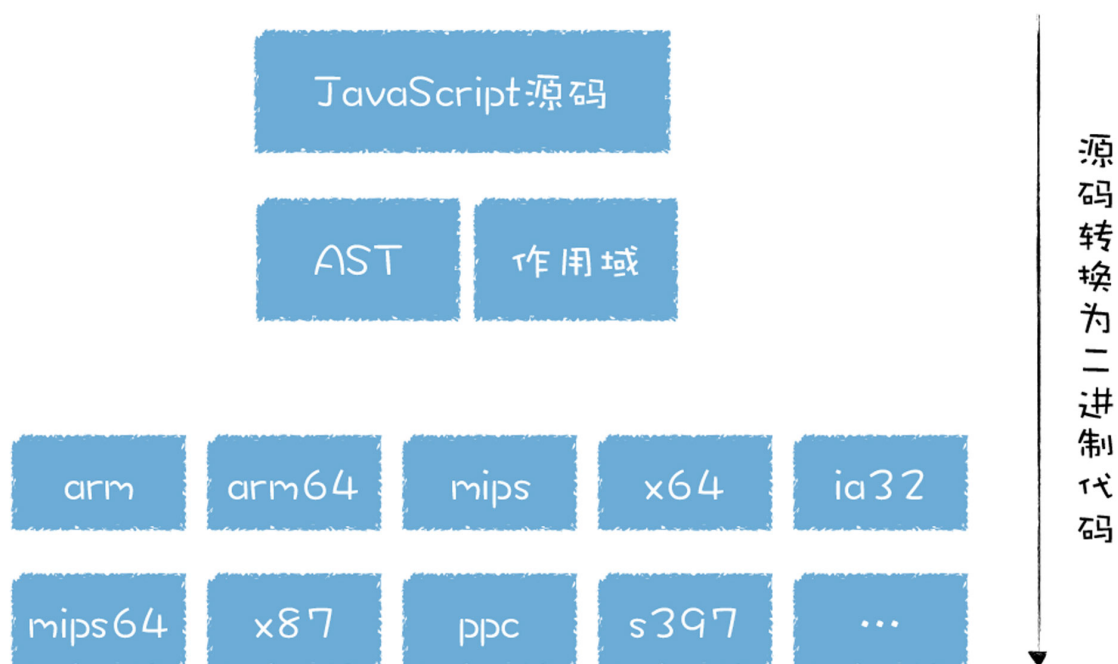 JavaScript源码
AST
作用域
arm
arm64
mips
x64
ia32
mips64
x87
ppc
s397
...
源码转换为二进制代码